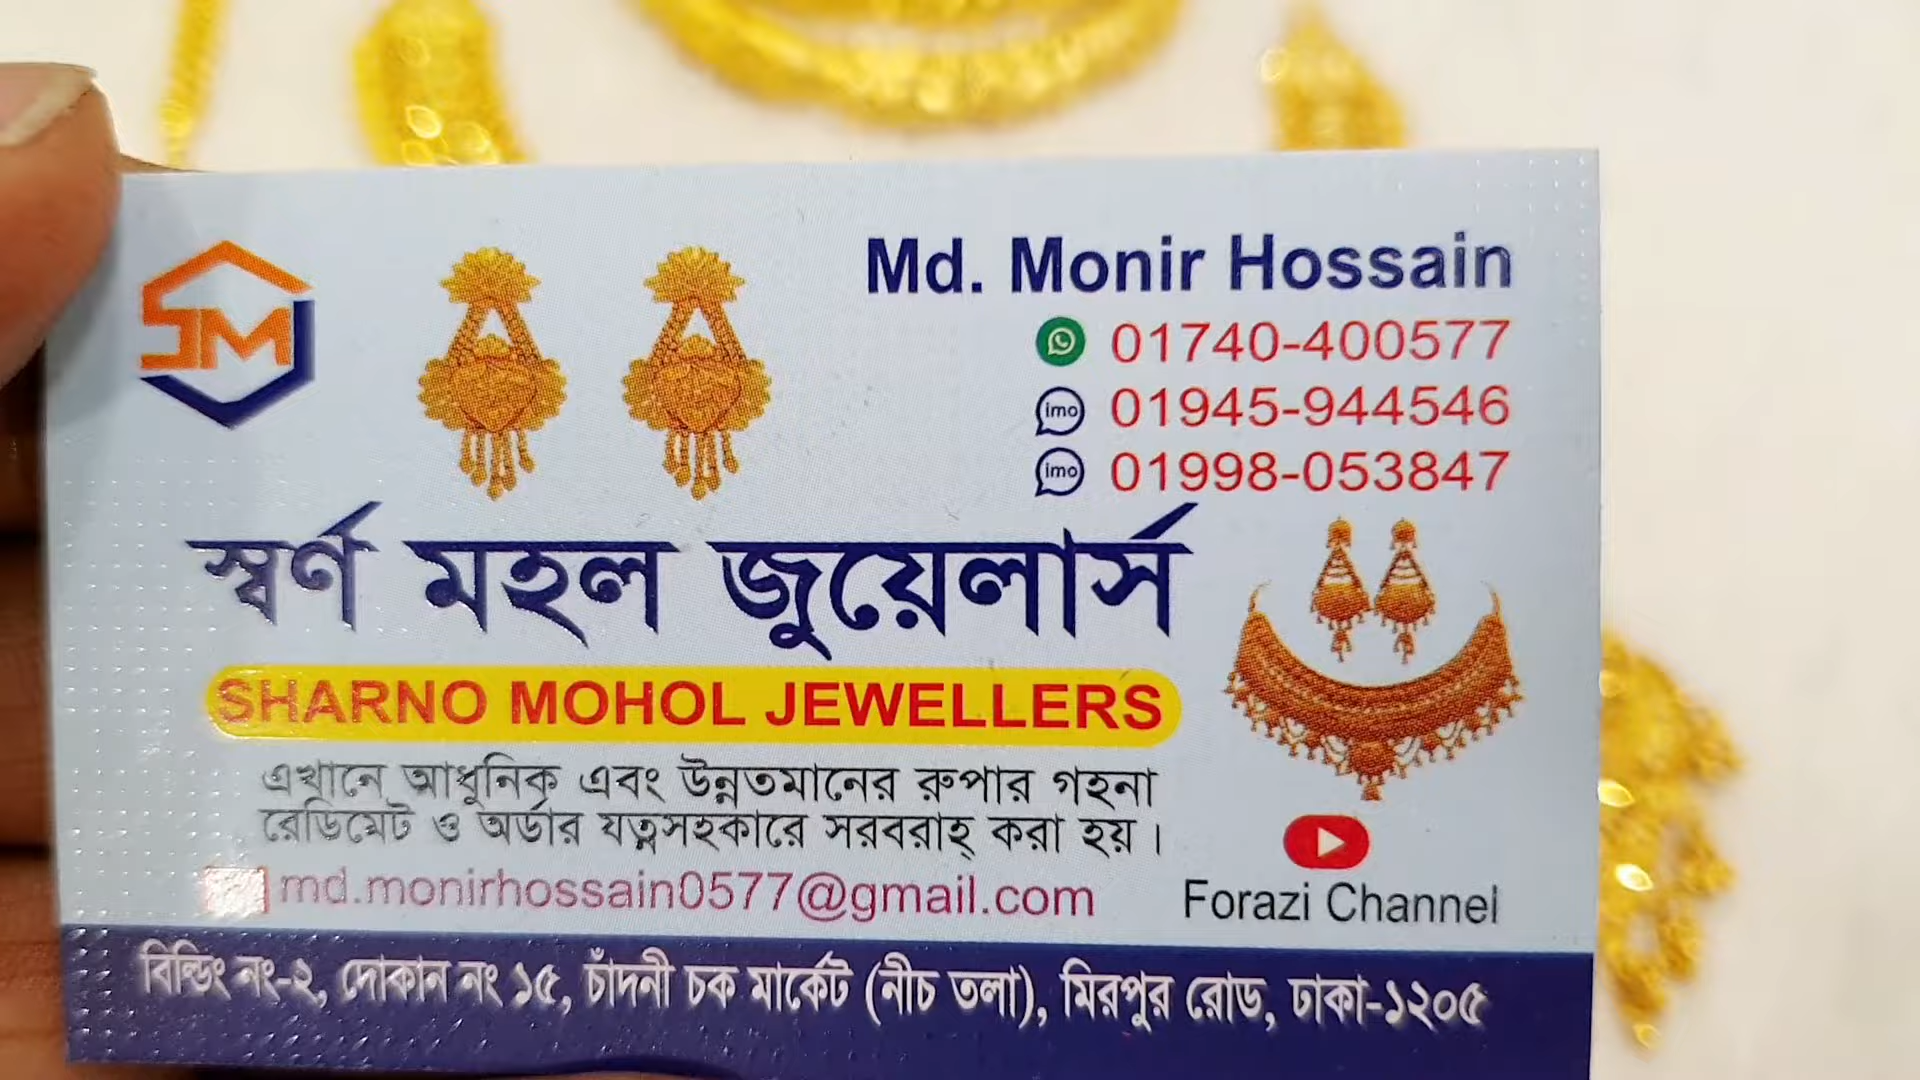 SJM
Md. Monir Hossain
01740-400577
imo 01945-944546
imo 01998-053847
স্বর্ণ মহল জুয়েলার্স
SHARNO MOHOL JEWELLERS
এখানে আধুনিক এবং উন্নতমানের রুপার গহনা
রেডিমেট ও অর্ডার যত্নসহকারে সরবরাহ্ করা হয়।
md.monirhossain0577@gmail.com
Forazi Channel
বিল্ডিং নং-২, দোকান নং ১৫, চাঁদনী চক মার্কেট (নীচ তলা), মিরপুর রোড, ঢাকা-১২০৫